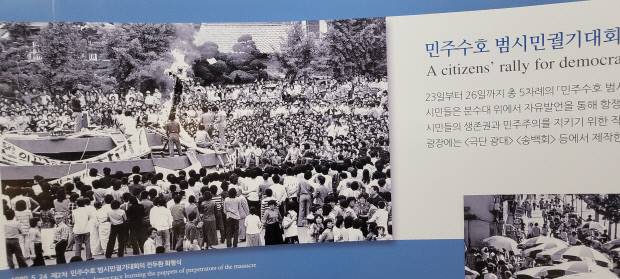 민주수호 범시민궐기대회
A citizens' rally for democra
23일부터 26일까지 총 5차례의 「민주수호 범시
시민들은 분수대 위에서 자유발언을 통해 항쟁
시민들의 생존권과 민주주의를 지키기 위한 작
광장에는 <극단 광대> <송백회> 등에서 제작한
1980. 5. 24. 제2차 민주수호 범시민궐기대회의 전두환 화형식
democracy burning the puppets of perpetrators of the massacre